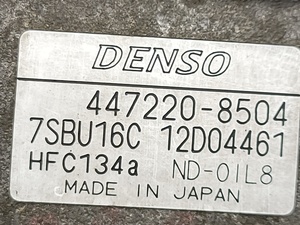 DENSO
447220-8504
7SBU16C 12D04461
HFC134a ND-OIL8
MADE IN JAPAN